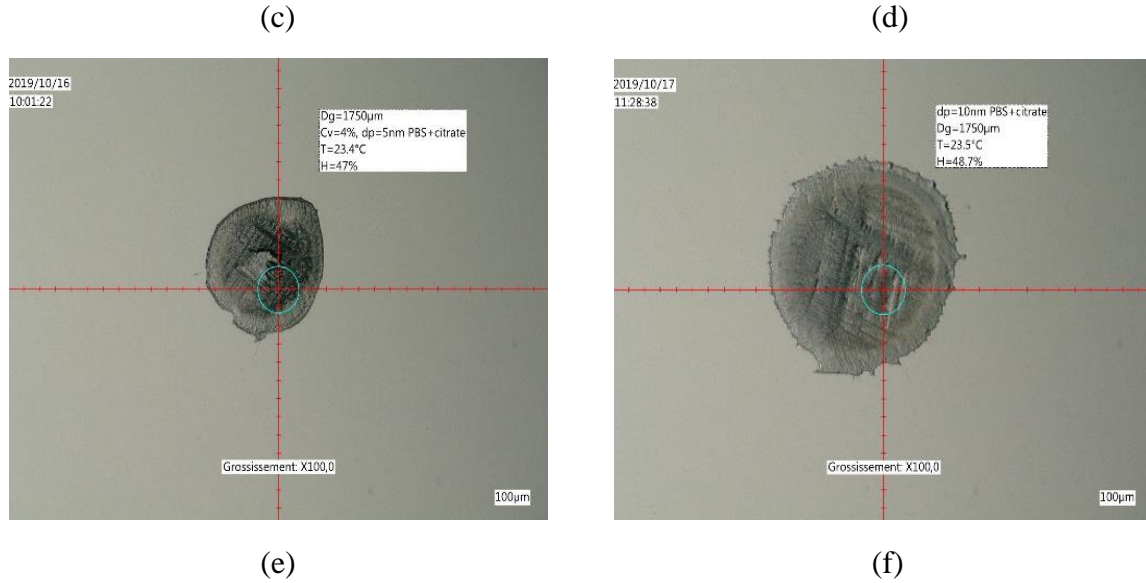 (c)
(d)
2019/10/16
10:01:22
Dg=1750µm
Cv=4%, dp=5nm PBS+citrate
T=23.4°C
H=47%
Grossissement: X100,0
100µm
2019/10/17
11:28:38
dp=10nm PBS+citrate
Dg=1750µm
T=23.5°C
H=48.7%
Grossissement: X100,0
100µm
(e)
(f)